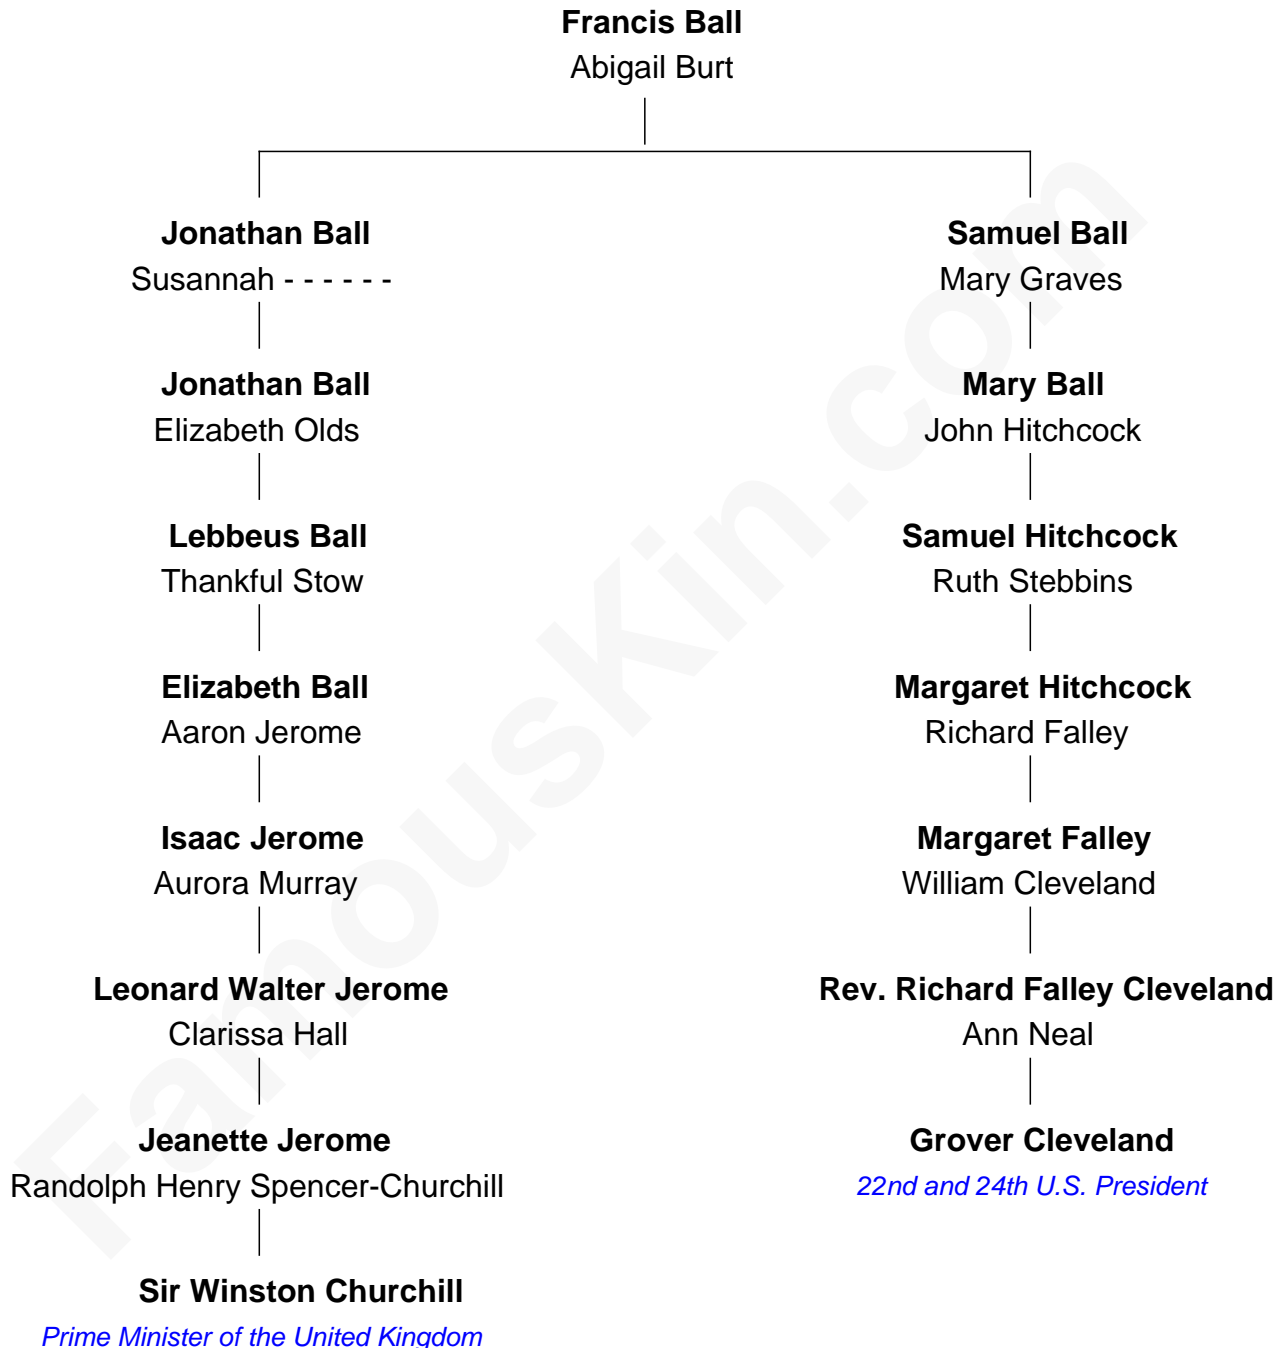 Francis Ball
Abigail Burt
Jonathan Ball
Susannah - - - - - -
Samuel Ball
Mary Graves
Jonathan Ball
Elizabeth Olds
Mary Ball
John Hitchcock
Lebbeus Ball
Thankful Stow
Samuel Hitchcock
Ruth Stebbins
Elizabeth Ball
Aaron Jerome
Margaret Hitchcock
Richard Falley
Isaac Jerome
Aurora Murray
Margaret Falley
William Cleveland
Leonard Walter Jerome
Clarissa Hall
Rev. Richard Falley Cleveland
Ann Neal
Jeanette Jerome
Randolph Henry Spencer-Churchill
Grover Cleveland
22nd and 24th U.S. President
Sir Winston Churchill
Prime Minister of the United Kingdom
FamousKin.com